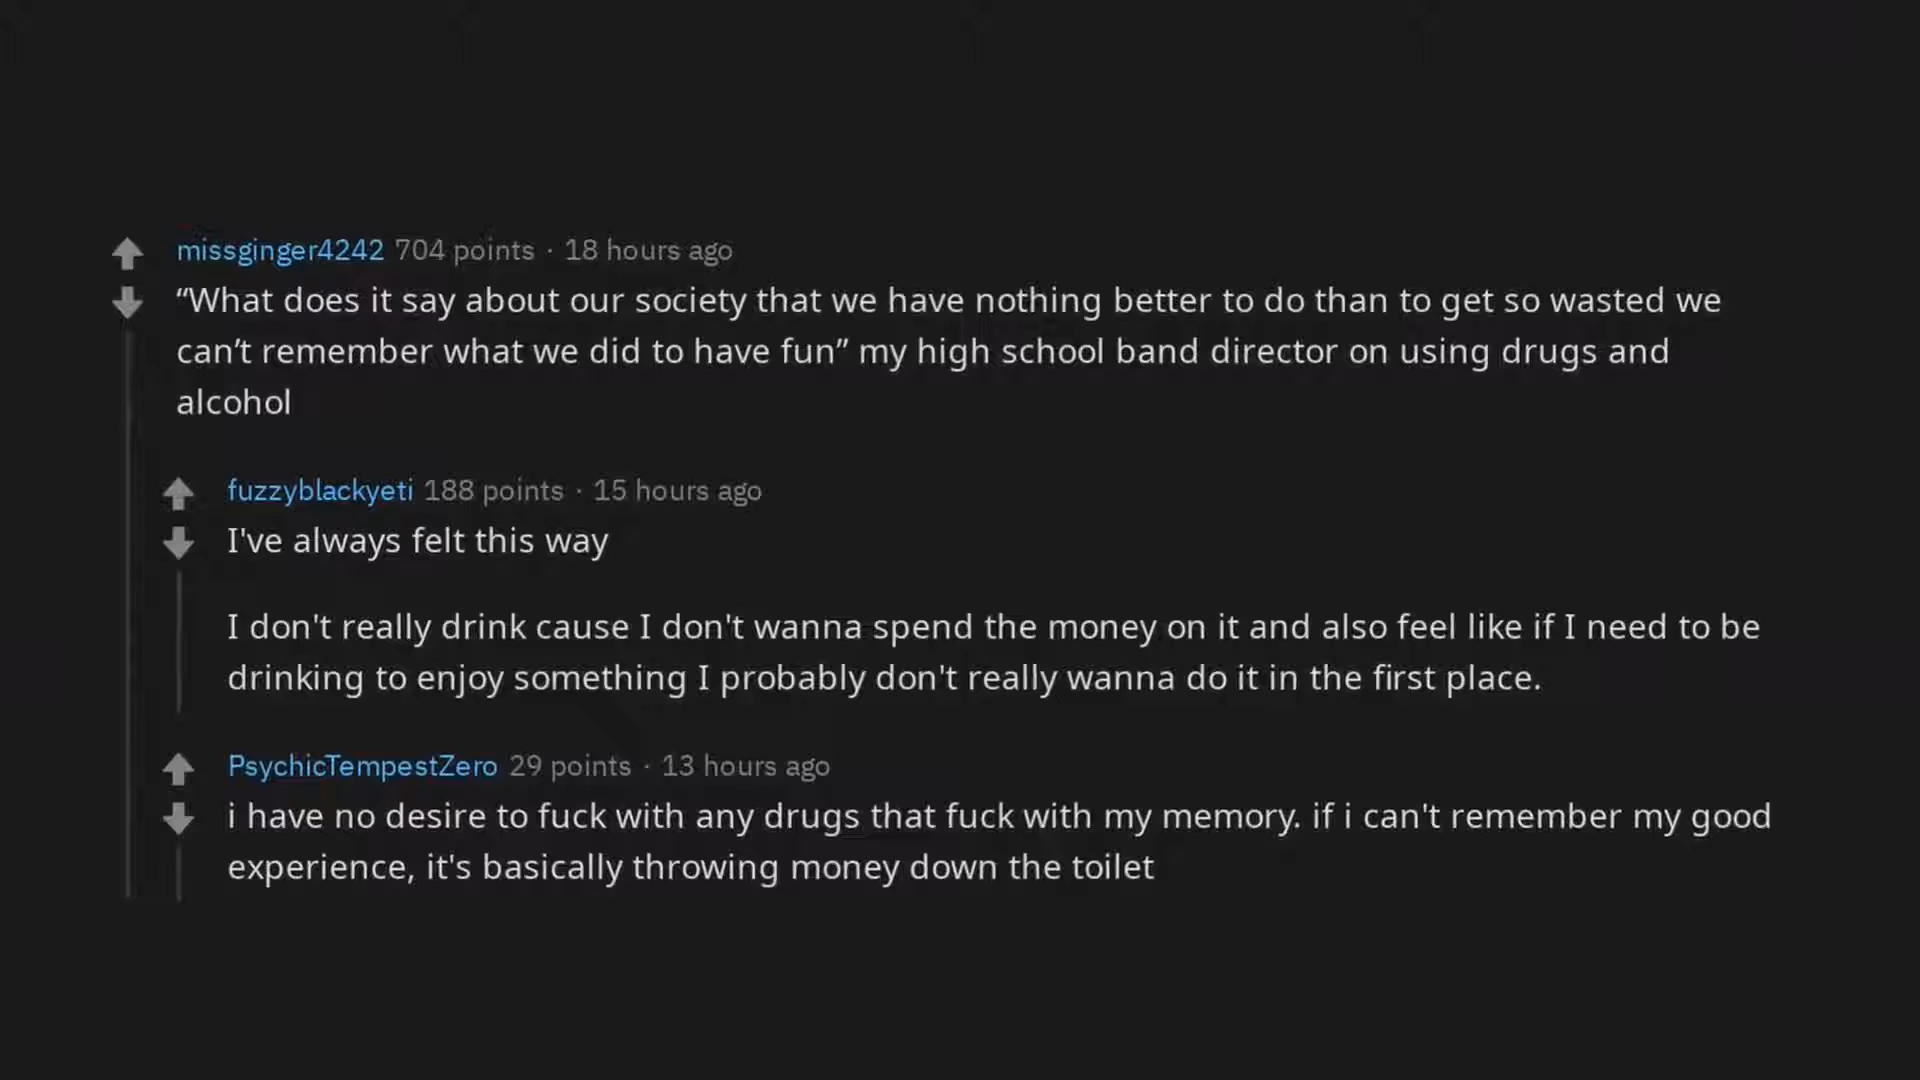 missginger4242 704 points · 18 hours ago
“What does it say about our society that we have nothing better to do than to get so wasted we
can’t remember what we did to have fun” my high school band director on using drugs and
alcohol
fuzzyblackyeti 188 points · 15 hours ago
I've always felt this way
I don't really drink cause I don't wanna spend the money on it and also feel like if I need to be
drinking to enjoy something I probably don't really wanna do it in the first place.
PsychicTempestZero 29 points · 13 hours ago
i have no desire to fuck with any drugs that fuck with my memory. if i can't remember my good
experience, it's basically throwing money down the toilet